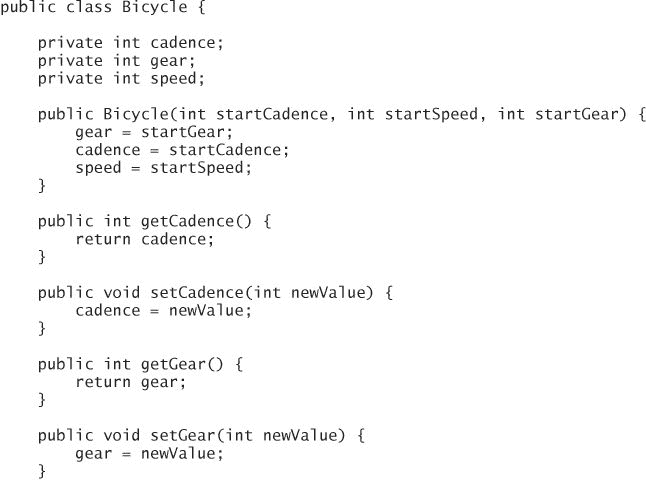 public class Bicycle {
private int cadence;
private int gear;
private int speed;
public Bicycle(int startCadence, int startSpeed, int startGear) {
gear = startGear;
cadence = startCadence;
speed = startSpeed;
}
public int getCadence() {
return cadence;
}
public void setCadence(int newValue) {
cadence = newValue;
}
public int getGear() {
return gear;
}
public void setGear(int newValue) {
gear = newValue;
}